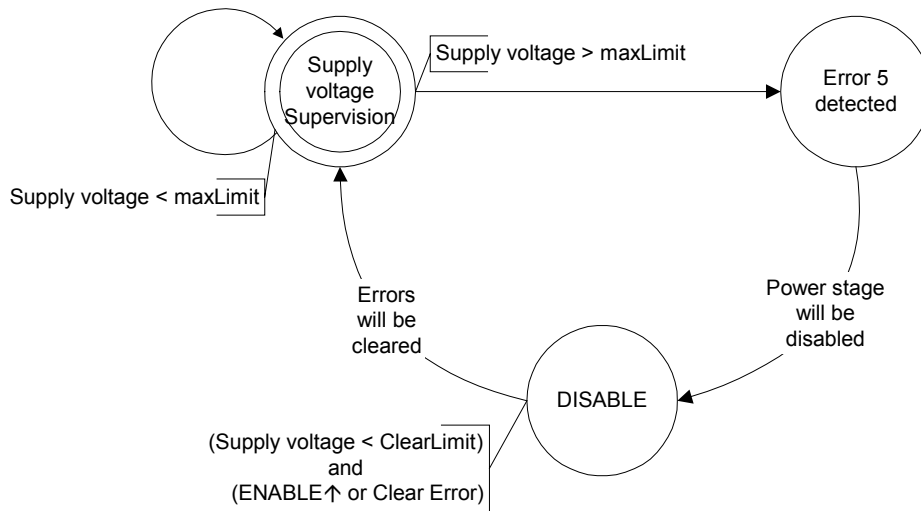 Supply
voltage
Supervision
Supply voltage > maxLimit
Error 5
detected
Supply voltage < maxLimit
Errors
will be
cleared
Power stage
will be
disabled
DISABLE
(Supply voltage < ClearLimit)
and
(ENABLE↑ or Clear Error)